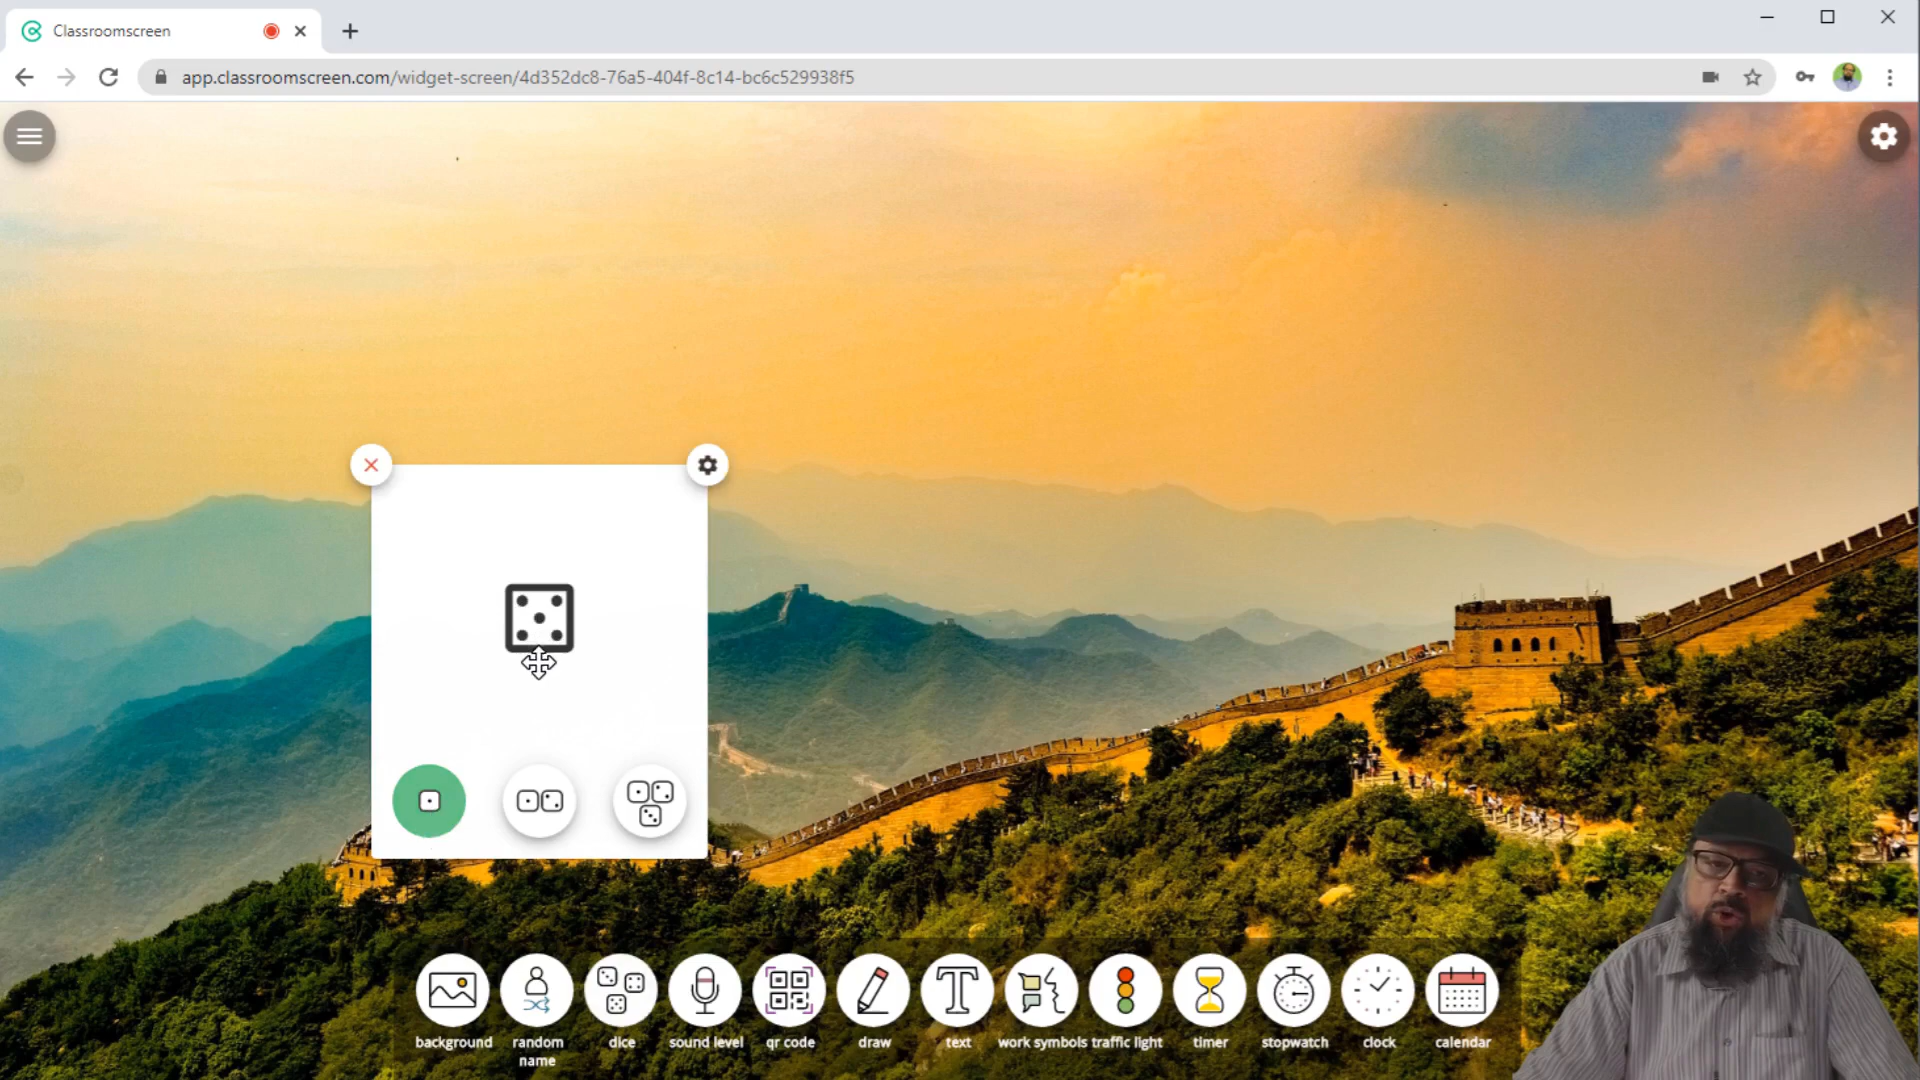 Classroomscreen
app.classroomscreen.com/widget-screen/4d352dc8-76a5-404f-8c14-bc6c529938f5
background
random name
dice
sound level
qr code
draw
text
work symbols
traffic light
timer
stopwatch
clock
calendar